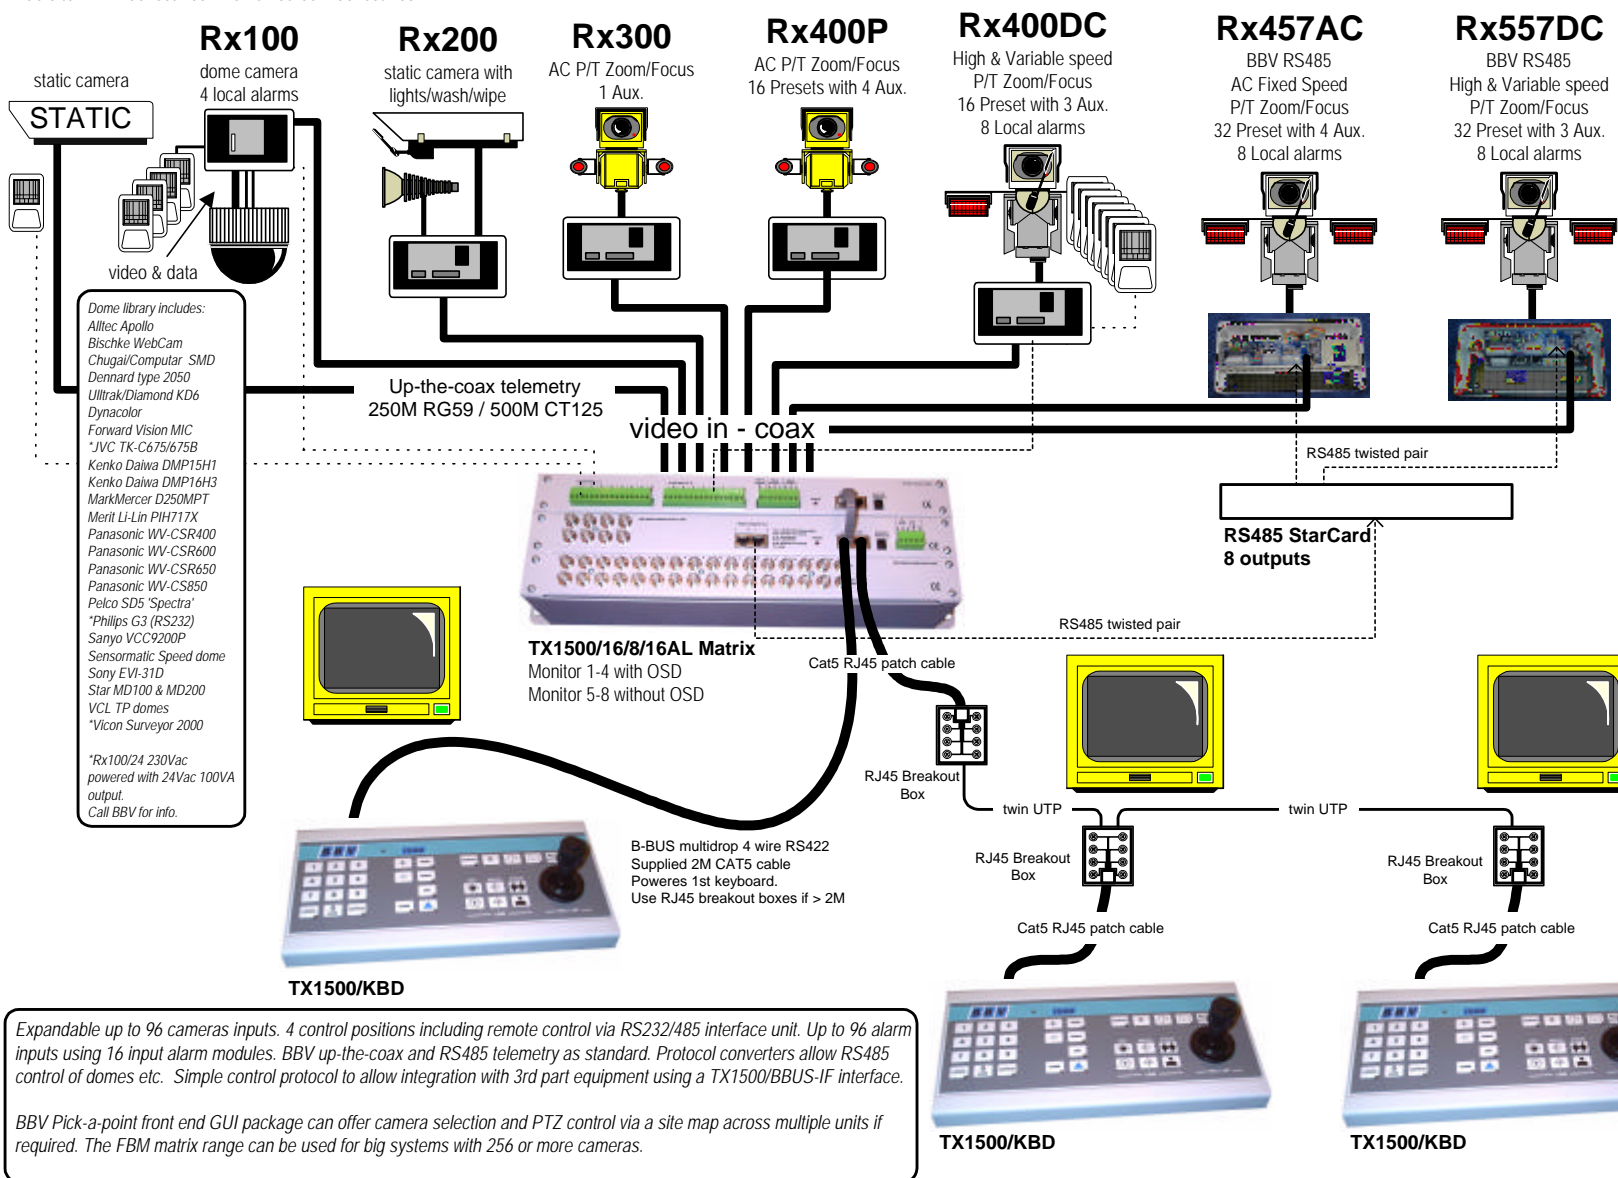 Rx100
dome camera
4 local alarms
Rx200
static camera with
lights/wash/wipe
Rx300
AC P/T Zoom/Focus
1 Aux.
Rx400P
AC P/T Zoom/Focus
16 Presets with 4 Aux.
Rx400DC
High & Variable speed
P/T Zoom/Focus
16 Preset with 3 Aux.
8 Local alarms
Rx457AC
BBV RS485
AC Fixed Speed
P/T Zoom/Focus
32 Preset with 4 Aux.
8 Local alarms
Rx557DC
BBV RS485
High & Variable speed
P/T Zoom/Focus
32 Preset with 3 Aux.
8 Local alarms
static camera
STATIC
video & data
Dome library includes:
Alltec Apollo
Bischke WebCam
Chugai/Computar SMD
Dennard type 2050
Ulltrak/Diamond KD6
Dynacolor
Forward Vision MIC
*JVC TK-C675/675B
Kenko Daiwa DMP15H1
Kenko Daiwa DMP16H3
MarkMercer D250MPT
Merit Li-Lin PIH717X
Panasonic WV-CSR400
Panasonic WV-CSR600
Panasonic WV-CSR650
Panasonic WV-CS850
Pelco SD5 'Spectra'
*Philips G3 (RS232)
Sanyo VCC9200P
Sensormatic Speed dome
Sony EVI-31D
Star MD100 & MD200
VCL TP domes
*Vicon Surveyor 2000
*Rx100/24 230Vac
powered with 24Vac 100VA
output.
Call BBV for info.
Up-the-coax telemetry
250M RG59 / 500M CT125
video in - coax
RS485 twisted pair
RS485 StarCard
8 outputs
RS485 twisted pair
TX1500/16/8/16AL Matrix
Monitor 1-4 with OSD
Monitor 5-8 without OSD
Cat5 RJ45 patch cable
RJ45 Breakout
Box
twin UTP
twin UTP
RJ45 Breakout
Box
RJ45 Breakout
Box
B-BUS multidrop 4 wire RS422
Supplied 2M CAT5 cable
Poweres 1st keyboard.
Use RJ45 breakout boxes if > 2M
Cat5 RJ45 patch cable
Cat5 RJ45 patch cable
BBV
TX1500/KBD
BBV
TX1500/KBD
BBV
TX1500/KBD
Expandable up to 96 cameras inputs. 4 control positions including remote control via RS232/485 interface unit. Up to 96 alarm
inputs using 16 input alarm modules. BBV up-the-coax and RS485 telemetry as standard. Protocol converters allow RS485
control of domes etc. Simple control protocol to allow integration with 3rd part equipment using a TX1500/BBUS-IF interface.
BBV Pick-a-point front end GUI package can offer camera selection and PTZ control via a site map across multiple units if
required. The FBM matrix range can be used for big systems with 256 or more cameras.